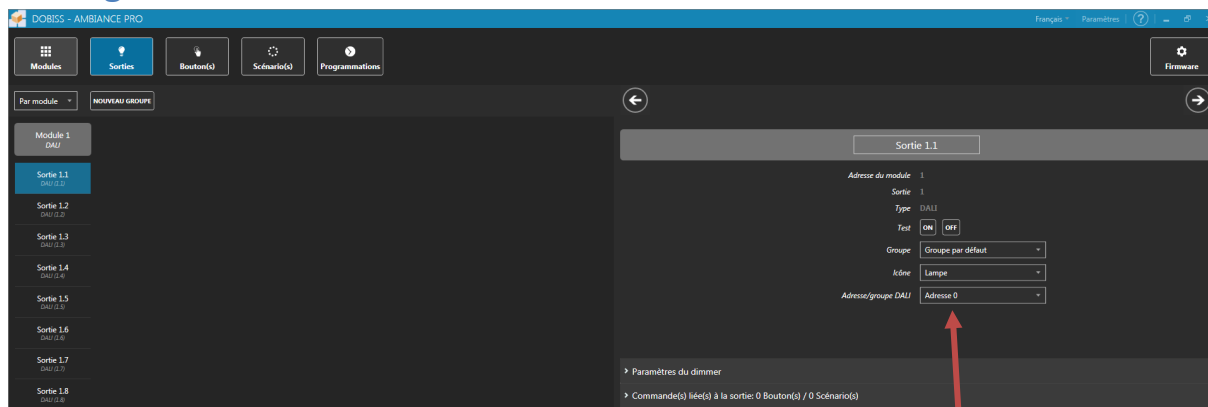 DOBISS - AMBIANCE PRO
Français
Paramètres
?
Modules
Sorties
Bouton(s)
Scénario(s)
Programmations
Firmware
Par module
NOUVEAU GROUPE
Module 1
DALI
Sortie 1.1
DALI (1.1)
Sortie 1.2
DALI (1.2)
Sortie 1.3
DALI (1.3)
Sortie 1.4
DALI (1.4)
Sortie 1.5
DALI (1.5)
Sortie 1.6
DALI (1.6)
Sortie 1.7
DALI (1.7)
Sortie 1.8
DALI (1.8)
Sortie 1.1
Adresse du module 1
Sortie 1
Type DALI
Test ON OFF
Groupe Groupe par défaut
Icône Lampe
Adresse/groupe DALI Adresse 0
Paramètres du dimmer
Commande(s) liée(s) à la sortie: 0 Bouton(s) / 0 Scénario(s)